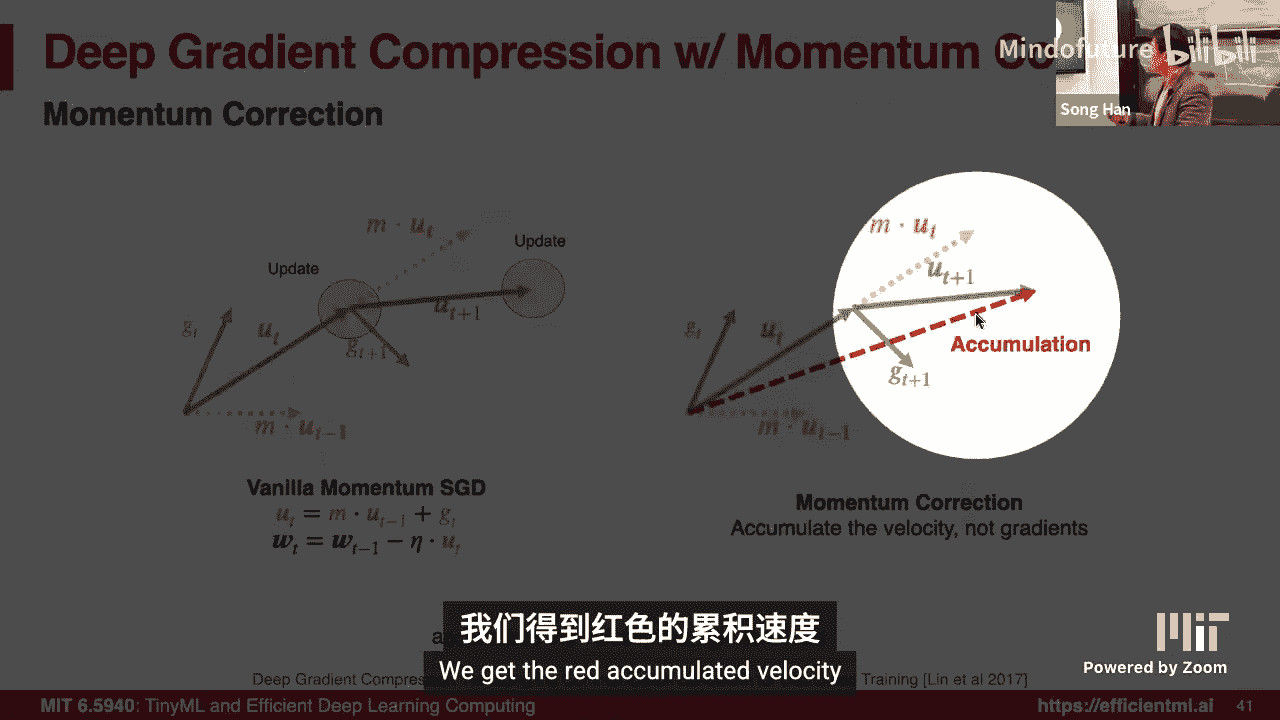 Deep Gradient Compression w/ Momentum
Mindofuture bilibili
Song Han
Momentum Correction
m · u_t
Update
Update
g_t
u_t
u_{t+1}
g_{t+1}
m · u_{t−1}
m · u_t
u_{t+1}
g_t
u_t
Accumulation
g_{t+1}
m · u_{t−1}
Vanilla Momentum SGD
u_t = m · u_{t−1} + g_t
w_t = w_{t−1} − η · u_t
Momentum Correction
Accumulate the velocity, not gradients
我们得到红色的累积速度
We get the red accumulated velocity
Deep Gradient Training [Lin et al 2017]
MIT
Powered by Zoom
MIT 6.5940: TinyML and Efficient Deep Learning Computing
https://efficientml.ai 41